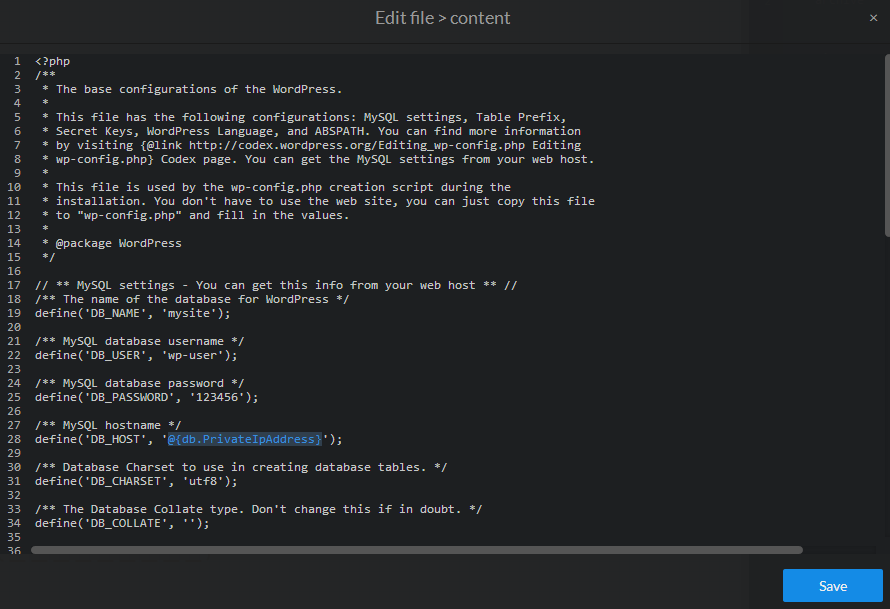 Edit file > content
×
1 <?php
2 /**
3  * The base configurations of the WordPress.
4  *
5  * This file has the following configurations: MySQL settings, Table Prefix,
6  * Secret Keys, WordPress Language, and ABSPATH. You can find more information
7  * by visiting {@link http://codex.wordpress.org/Editing_wp-config.php Editing
8  * wp-config.php} Codex page. You can get the MySQL settings from your web host.
9  *
10  * This file is used by the wp-config.php creation script during the
11  * installation. You don't have to use the web site, you can just copy this file
12  * to "wp-config.php" and fill in the values.
13  *
14  * @package WordPress
15  */
16
17 // ** MySQL settings - You can get this info from your web host ** //
18 /** The name of the database for WordPress */
19 define('DB_NAME', 'mysite');
20
21 /** MySQL database username */
22 define('DB_USER', 'wp-user');
23
24 /** MySQL database password */
25 define('DB_PASSWORD', '123456');
26
27 /** MySQL hostname */
28 define('DB_HOST', '@{db.PrivateIpAddress}');
29
30 /** Database Charset to use in creating database tables. */
31 define('DB_CHARSET', 'utf8');
32
33 /** The Database Collate type. Don't change this if in doubt. */
34 define('DB_COLLATE', '');
35
36
Save